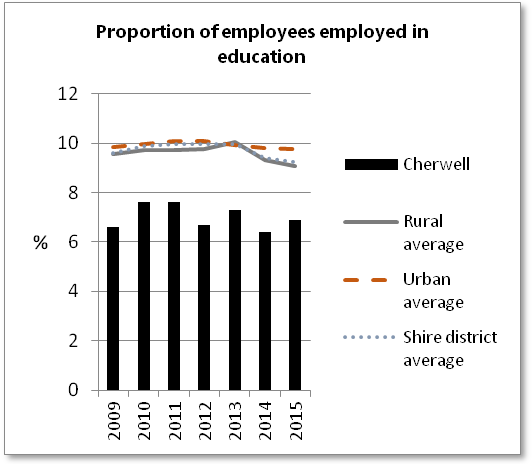 Proportion of employees employed in
education
12
10
8
6
4
2
0
%
2009
2010
2011
2012
2013
2014
2015
Cherwell
Rural
average
Urban
average
Shire district
average